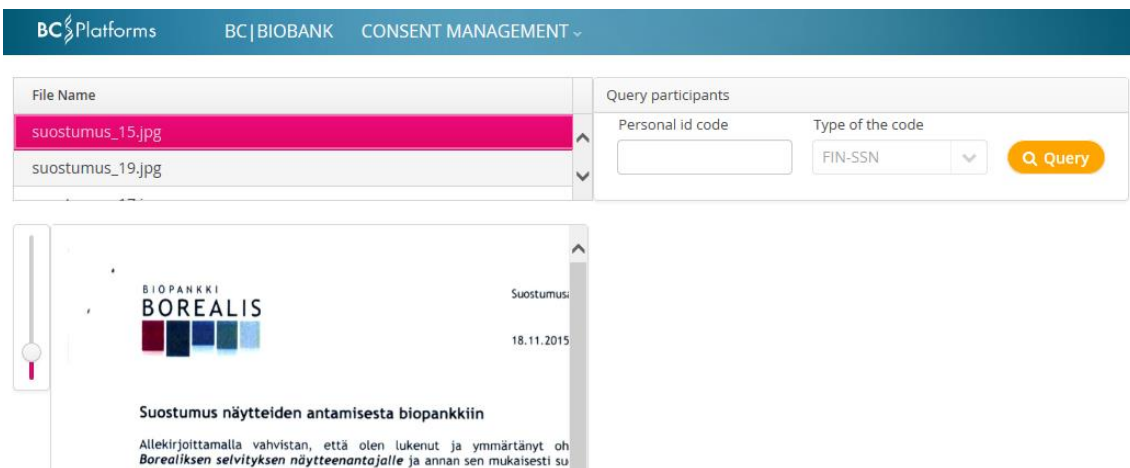 BC Platforms BC|BIOBANK CONSENT MANAGEMENT
File Name
suostumus_15.jpg
suostumus_19.jpg
Query participants
Personal id code Type of the code
FIN-SSN Query
BIOPANKKI
BOREALIS
18.11.2015
Suostumus näytteiden antamisesta biopankkiin
Allekirjoittamalla vahvistan, että olen lukenut ja ymmärtänyt
Borealiksen selvityksen näytteenantajalle ja annan sen mukaisesti